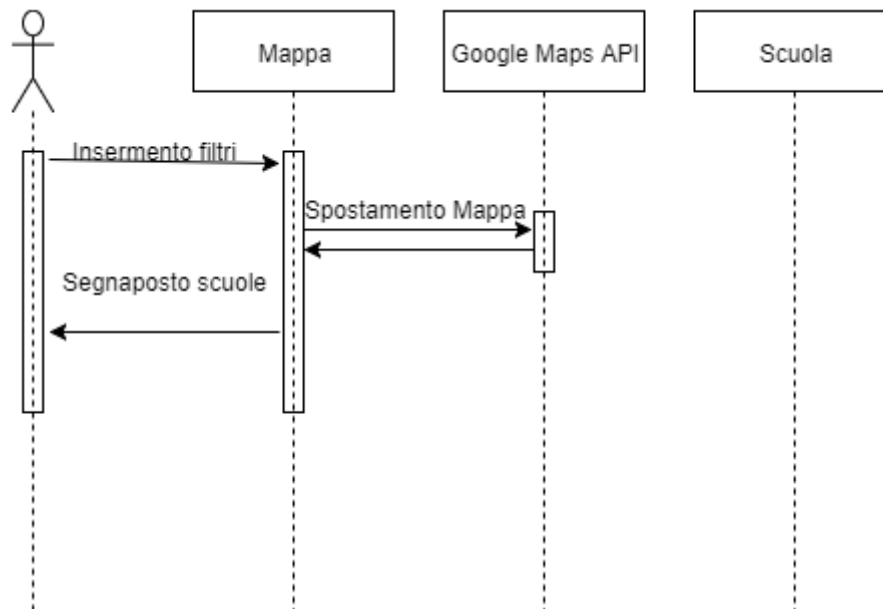 Mappa
Google Maps API
Scuola
Insermento filtri
Spostamento Mappa
Segnaposto scuole